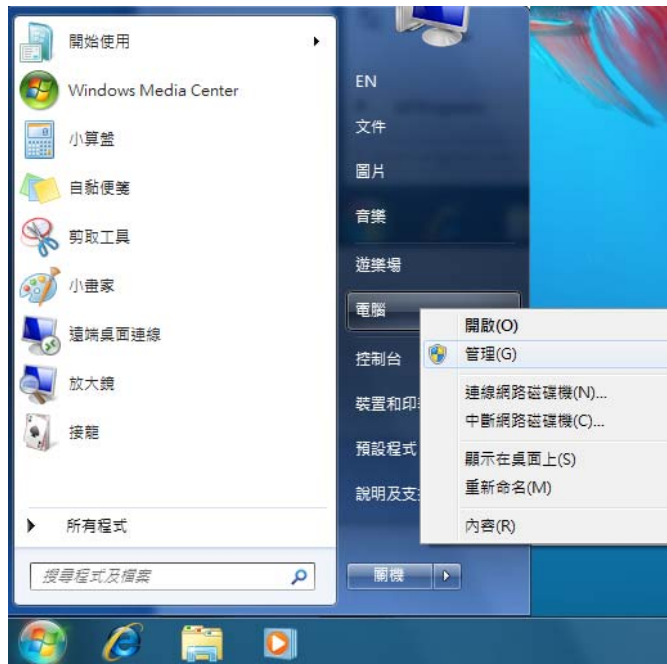 開始使用
Windows Media Center
小算盤
自黏便箋
剪取工具
小畫家
遠端桌面連線
放大鏡
接龍
所有程式
搜尋程式及檔案
EN
文件
圖片
音樂
遊樂場
電腦
控制台
裝置和印
預設程式
說明及支
關機
開啟(O)
管理(G)
連線網路磁碟機(N)...
中斷網路磁碟機(C)...
顯示在桌面上(S)
重新命名(M)
內容(R)